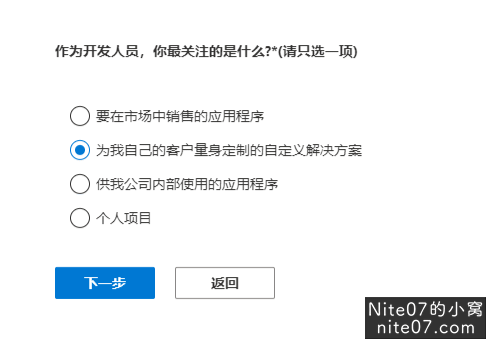 作为开发人员，你最关注的是什么?*(请只选一项)
要在市场中销售的应用程序
为我自己的客户量身定制的自定义解决方案
供我公司内部使用的应用程序
个人项目
下一步 返回
Nite07的小窝
nite07.com